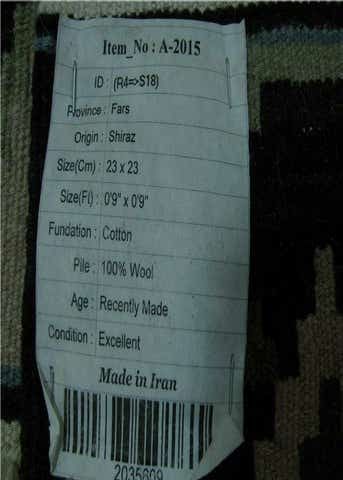 Item_No : A-2015
ID : (R4=>S18)
Province : Fars
Origin : Shiraz
Size(Cm) : 23 x 23
Size(Ft) : 0'9" x 0'9"
Fundation : Cotton
Pile : 100% Wool
Age : Recently Made
Condition : Excellent
Made in Iran
2035609